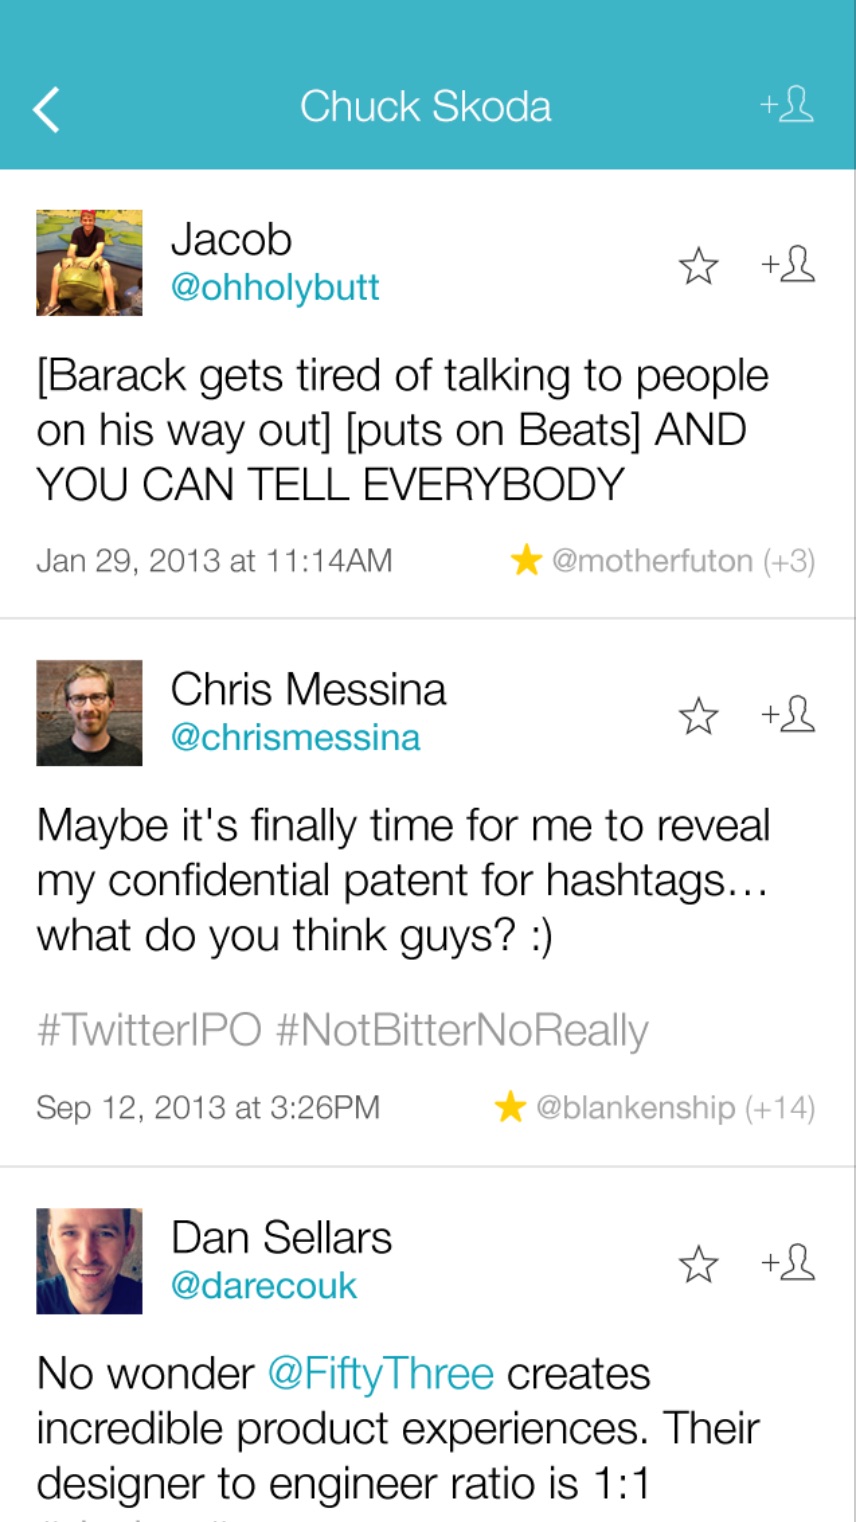 Chuck Skoda
Jacob
@ohholybutt
[Barack gets tired of talking to people
on his way out] [puts on Beats] AND
YOU CAN TELL EVERYBODY
Jan 29, 2013 at 11:14AM
@motherfuton (+3)
Chris Messina
@chrismessina
Maybe it's finally time for me to reveal
my confidential patent for hashtags…
what do you think guys? :)
#TwitterIPO #NotBitterNoReally
Sep 12, 2013 at 3:26PM
@blankenship (+14)
Dan Sellars
@darecouk
No wonder @FiftyThree creates
incredible product experiences. Their
designer to engineer ratio is 1:1